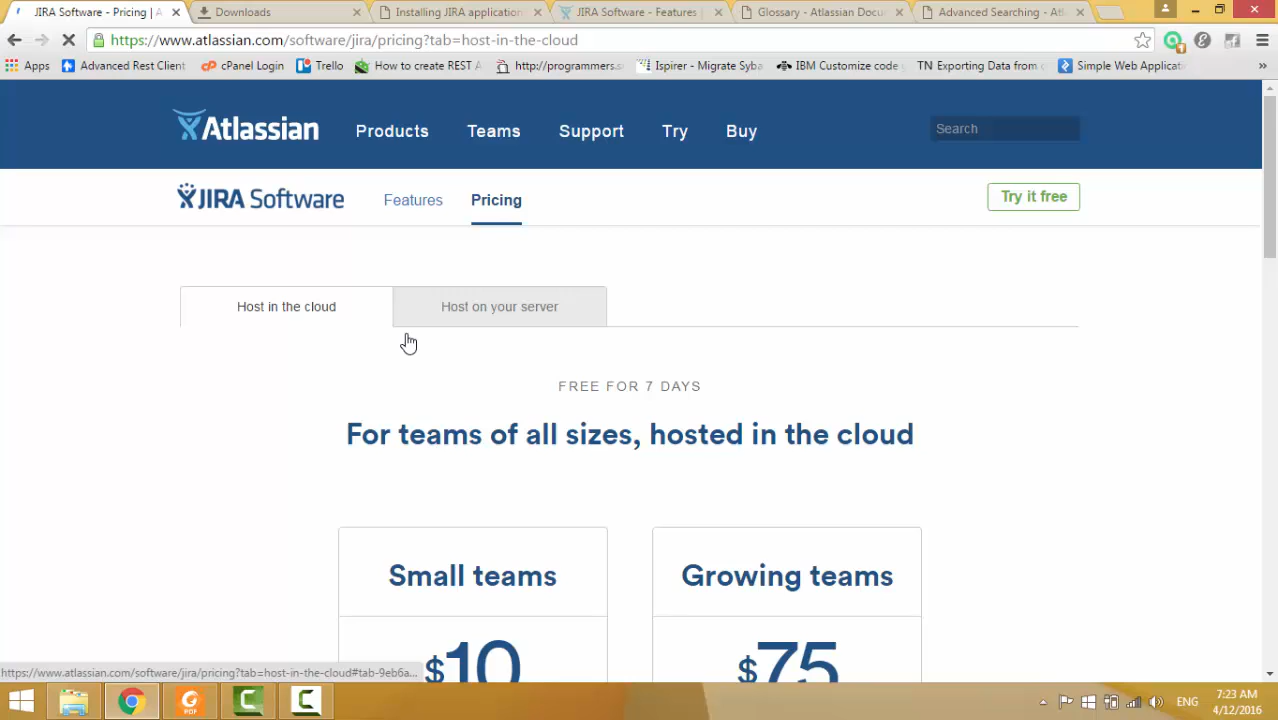 JIRA Software - Pricing | A
Downloads
Installing JIRA application
JIRA Software - Features |
Glossary - Atlassian Docu
Advanced Searching - Atl
https://www.atlassian.com/software/jira/pricing?tab=host-in-the-cloud
Apps
Advanced Rest Client
cPanel Login
Trello
How to create REST A
http://programmers.s
Ispirer - Migrate Syba
IBM Customize code
TN Exporting Data from
Simple Web Applicati
»
Atlassian
Products
Teams
Support
Try
Buy
Search
JIRA Software
Features
Pricing
Try it free
Host in the cloud
Host on your server
FREE FOR 7 DAYS
For teams of all sizes, hosted in the cloud
Small teams
Growing teams
$10
$75
https://www.atlassian.com/software/jira/pricing?tab=host-in-the-cloud#tab-9eb6a...
PDF
ENG
7:23 AM
4/12/2016